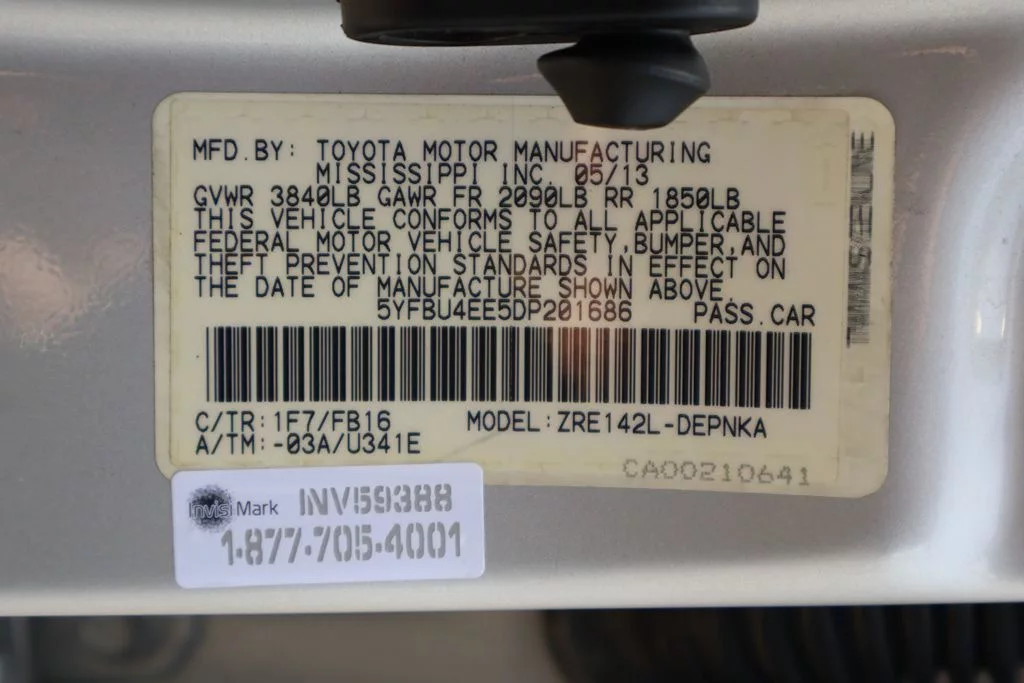 MFD.BY: TOYOTA MOTOR MANUFACTURING
MISSISSIPPI INC. 05/13
GVWR 3840LB GAWR FR 2090LB RR 1850LB
THIS VEHICLE CONFORMS TO ALL APPLICABLE
FEDERAL MOTOR VEHICLE SAFETY,BUMPER,AND
THEFT PREVENTION STANDARDS IN EFFECT ON
THE DATE OF MANUFACTURE SHOWN ABOVE.
5YFBU4EE5DP201686 PASS.CAR
C/TR:1F7/FB16 MODEL:ZRE142L-DEPNKA
A/TM:-03A/U341E
CA00210641
InvisiMark INV59388
1-877-705-4001